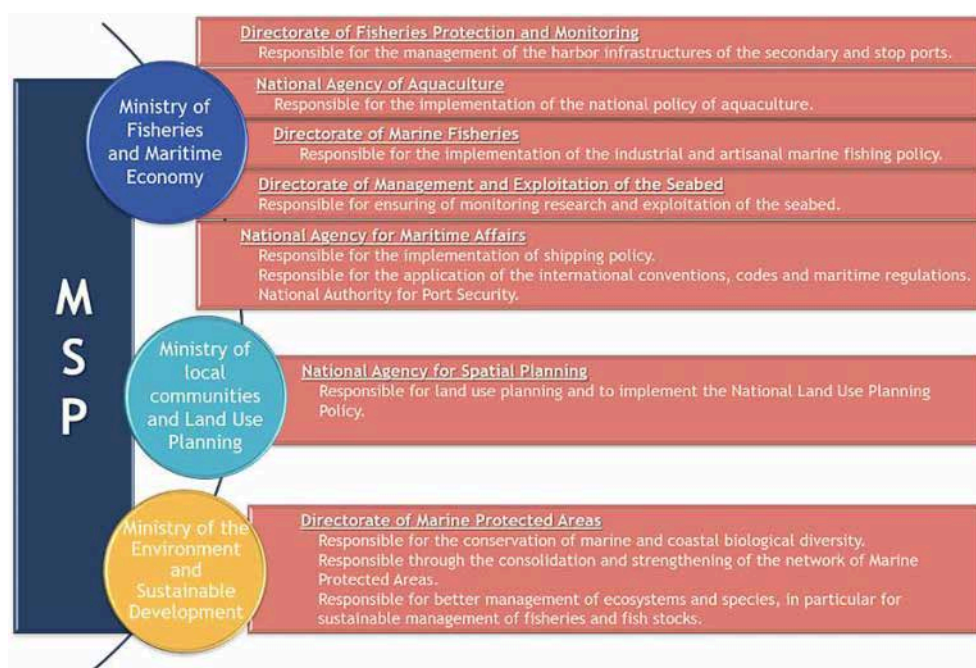 MSP
Ministry of
Fisheries
and Maritime
Economy
Directorate of Fisheries Protection and Monitoring
Responsible for the management of the harbor infrastructures of the secondary and stop ports.
National Agency of Aquaculture
Responsible for the implementation of the national policy of aquaculture.
Directorate of Marine Fisheries
Responsible for the implementation of the industrial and artisanal marine fishing policy.
Directorate of Management and Exploitation of the Seabed
Responsible for ensuring of monitoring research and exploitation of the seabed.
National Agency for Maritime Affairs
Responsible for the implementation of shipping policy.
Responsible for the application of the international conventions, codes and maritime regulations.
National Authority for Port Security.
Ministry of
local
communities
and Land Use
Planning
National Agency for Spatial Planning
Responsible for land use planning and to implement the National Land Use Planning
Policy.
Ministry of the
Environment
and
Sustainable
Development
Directorate of Marine Protected Areas
Responsible for the conservation of marine and coastal biological diversity.
Responsible through the consolidation and strengthening of the network of Marine
Protected Areas.
Responsible for better management of ecosystems and species, in particular for
sustainable management of fisheries and fish stocks.